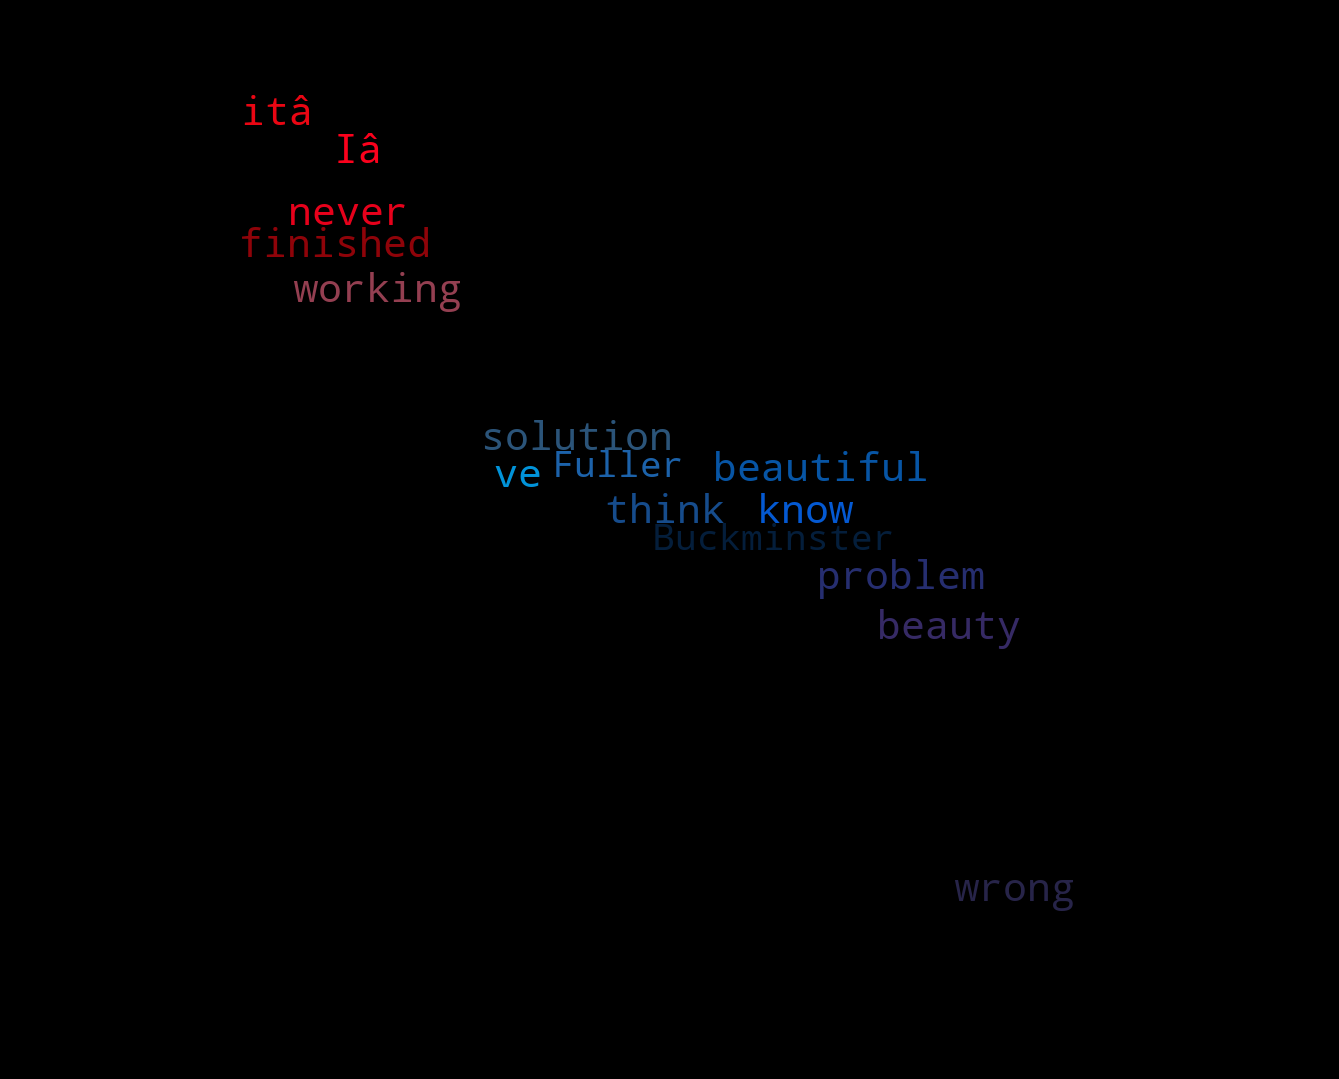 itâ
Iâ
never
finished
working
solution
ve Fuller beautiful
think know
Buckminster
problem
beauty
wrong